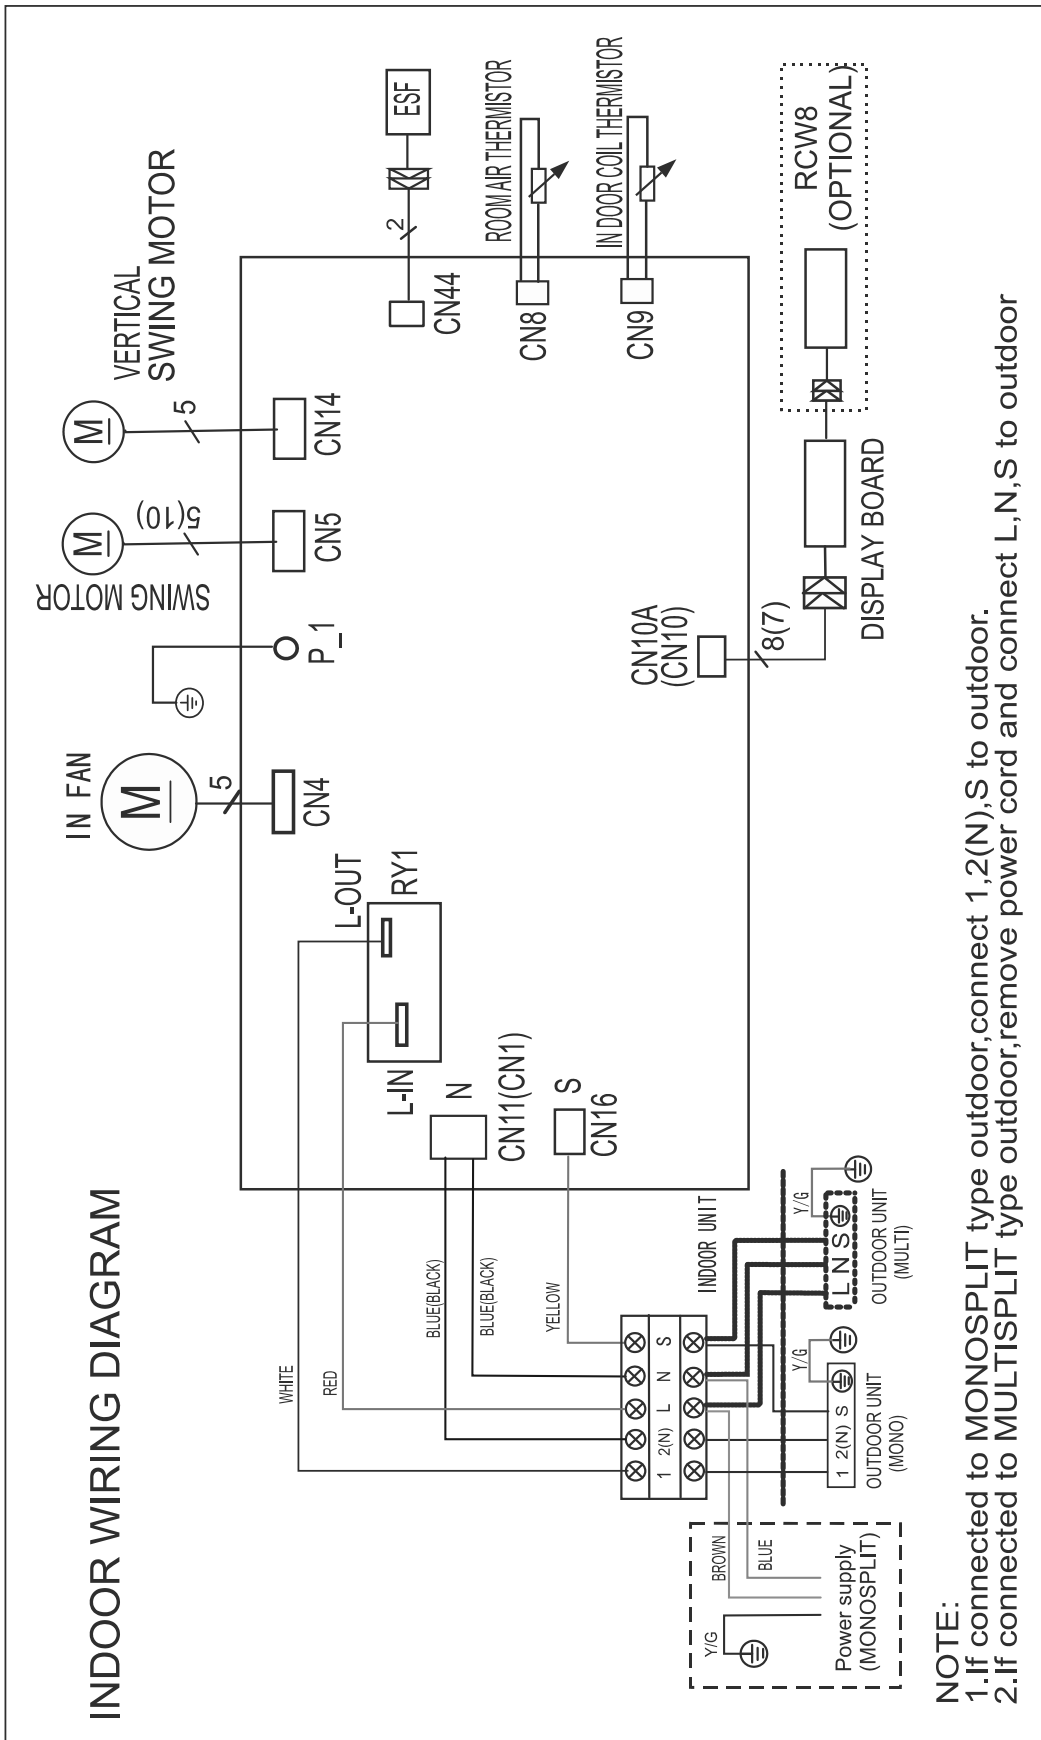 INDOOR WIRING DIAGRAM
IN FAN
M
5
CN4
P_1
SWING MOTOR
M
5(10)
CN5
VERTICAL
SWING MOTOR
M
5
CN14
ESF
2
CN44
ROOM AIR THERMISTOR
CN8
IN DOOR COIL THERMISTOR
CN9
RCW8
(OPTIONAL)
DISPLAY BOARD
CN10A
(CN10)
8(7)
L-OUT
RY1
L-IN
N
CN11(CN1)
S
CN16
WHITE
RED
BLUE(BLACK)
BLUE(BLACK)
YELLOW
1 2(N) L N S
INDOOR UNIT
Y/G
L N S
OUTDOOR UNIT
(MULTI)
Y/G
1 2(N) S
OUTDOOR UNIT
(MONO)
BROWN
BLUE
Y/G
Power supply
(MONOSPLIT)
NOTE:
1.If connected to MONOSPLIT type outdoor,connect 1,2(N),S to outdoor.
2.If connected to MULTISPLIT type outdoor,remove power cord and connect L,N,S to outdoor